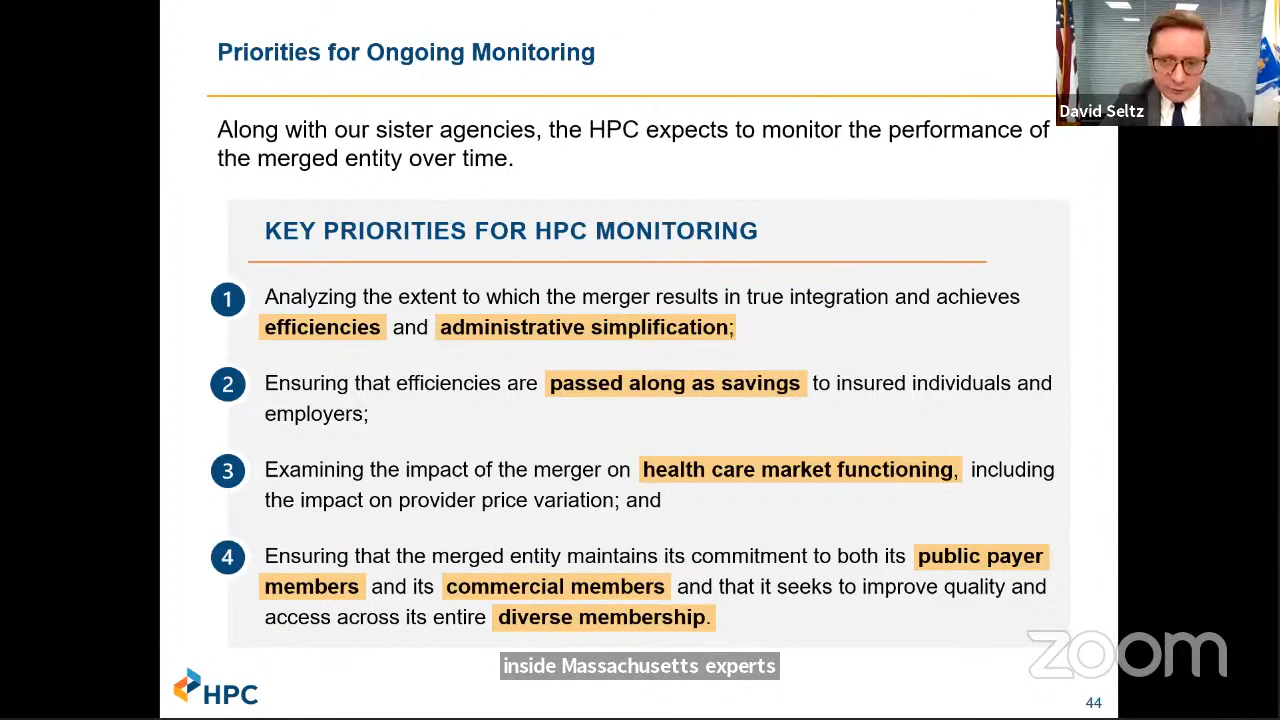 Priorities for Ongoing Monitoring
David Seltz
Along with our sister agencies, the HPC expects to monitor the performance of
the merged entity over time.
KEY PRIORITIES FOR HPC MONITORING
1
Analyzing the extent to which the merger results in true integration and achieves
efficiencies and administrative simplification;
2
Ensuring that efficiencies are passed along as savings to insured individuals and
employers;
3
Examining the impact of the merger on health care market functioning, including
the impact on provider price variation; and
4
Ensuring that the merged entity maintains its commitment to both its public payer
members and its commercial members and that it seeks to improve quality and
access across its entire diverse membership.
inside Massachusetts experts
zoom
HPC
44